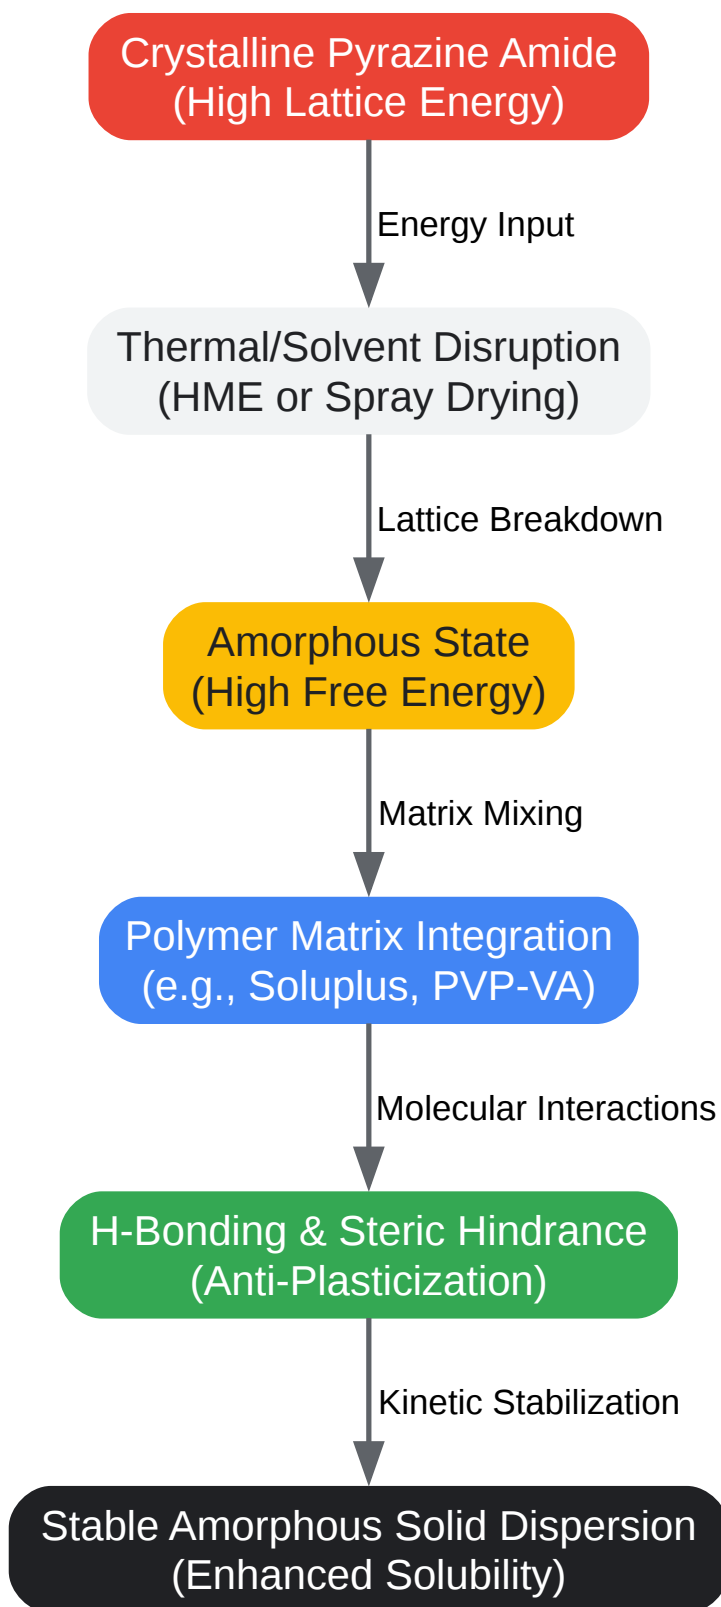 Crystalline Pyrazine Amide
(High Lattice Energy)
Energy Input
Thermal/Solvent Disruption
(HME or Spray Drying)
Lattice Breakdown
Amorphous State
(High Free Energy)
Matrix Mixing
Polymer Matrix Integration
(e.g., Soluplus, PVP-VA)
Molecular Interactions
H-Bonding & Steric Hindrance
(Anti-Plasticization)
Kinetic Stabilization
Stable Amorphous Solid Dispersion
(Enhanced Solubility)